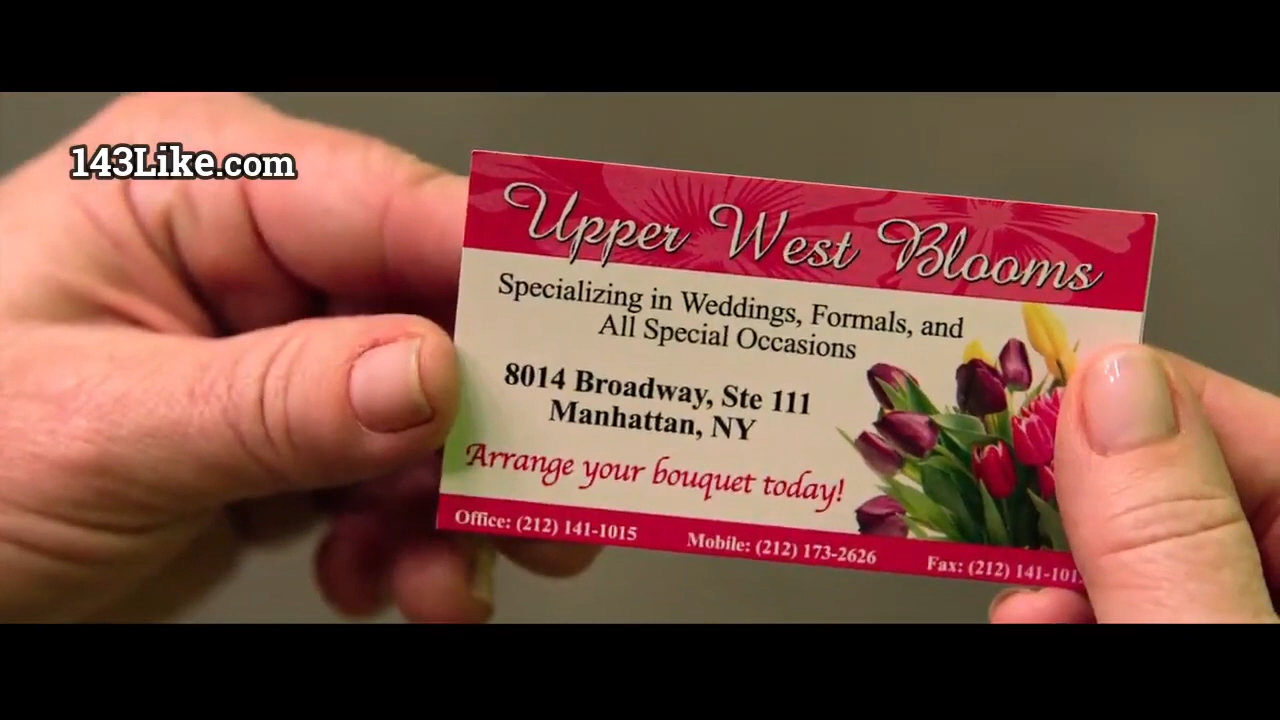 143Like.com
Upper West Blooms
Specializing in Weddings, Formals, and
All Special Occasions
8014 Broadway, Ste 111
Manhattan, NY
Arrange your bouquet today!
Office: (212) 141-1015 Mobile: (212) 173-2626 Fax: (212)